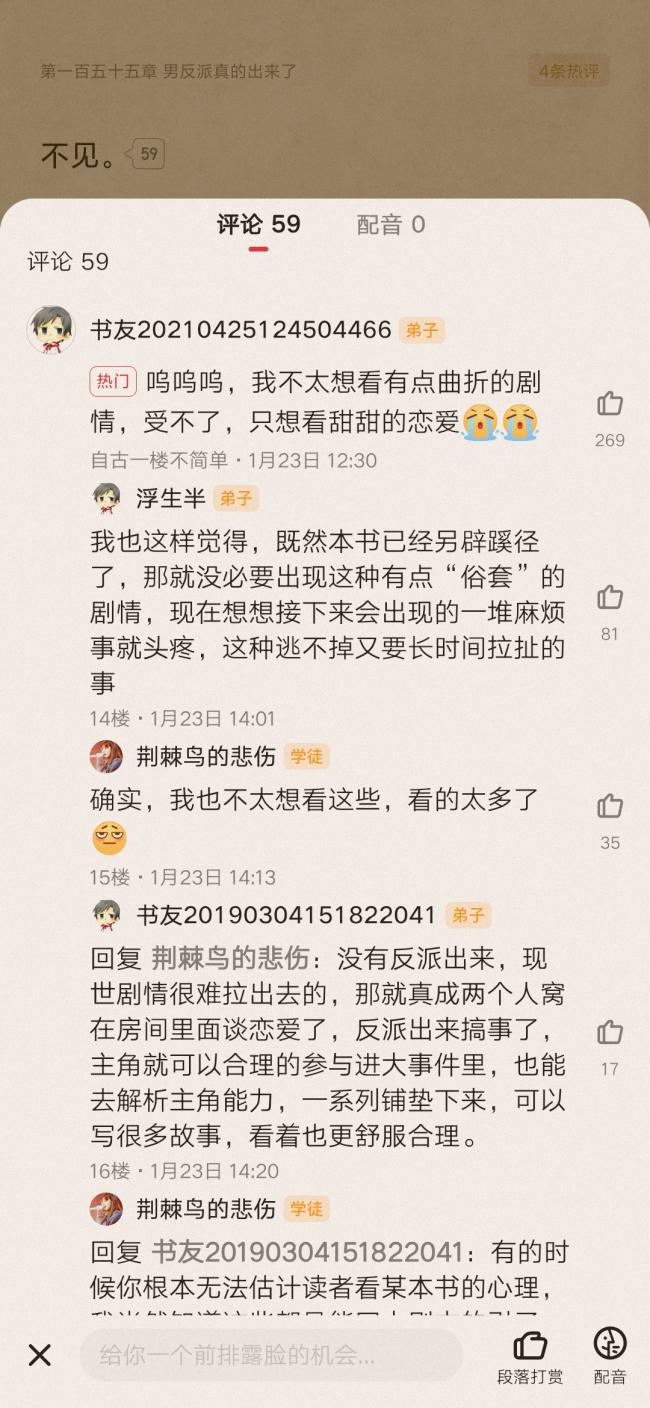 第一百五十五章 男反派真的出来了
4条热评
不见。
59
评论 59
配音 0
评论 59
书友20210425124504466 弟子
热门 呜呜呜，我不太想看有点曲折的剧
情，受不了，只想看甜甜的恋爱😭😭
269
自古一楼不简单·1月23日 12:30
浮生半 弟子
我也这样觉得，既然本书已经另辟蹊径
了，那就没必要出现这种有点“俗套”的
剧情，现在想想接下来会出现的一堆麻烦
事就头疼，这种逃不掉又要长时间拉扯的
事
81
14楼·1月23日 14:01
荆棘鸟的悲伤 学徒
确实，我也不太想看这些，看的太多了
35
15楼·1月23日 14:13
书友20190304151822041 弟子
回复 荆棘鸟的悲伤：没有反派出来，现
世剧情很难拉出去的，那就真成两个人窝
在房间里面谈恋爱了，反派出来搞事了，
主角就可以合理的参与进大事件里，也能
去解析主角能力，一系列铺垫下来，可以
写很多故事，看着也更舒服合理。
17
16楼·1月23日 14:20
荆棘鸟的悲伤 学徒
回复 书友20190304151822041：有的时
候你根本无法估计读者看某本书的心理，
给你一个前排露脸的机会...
段落打赏
配音